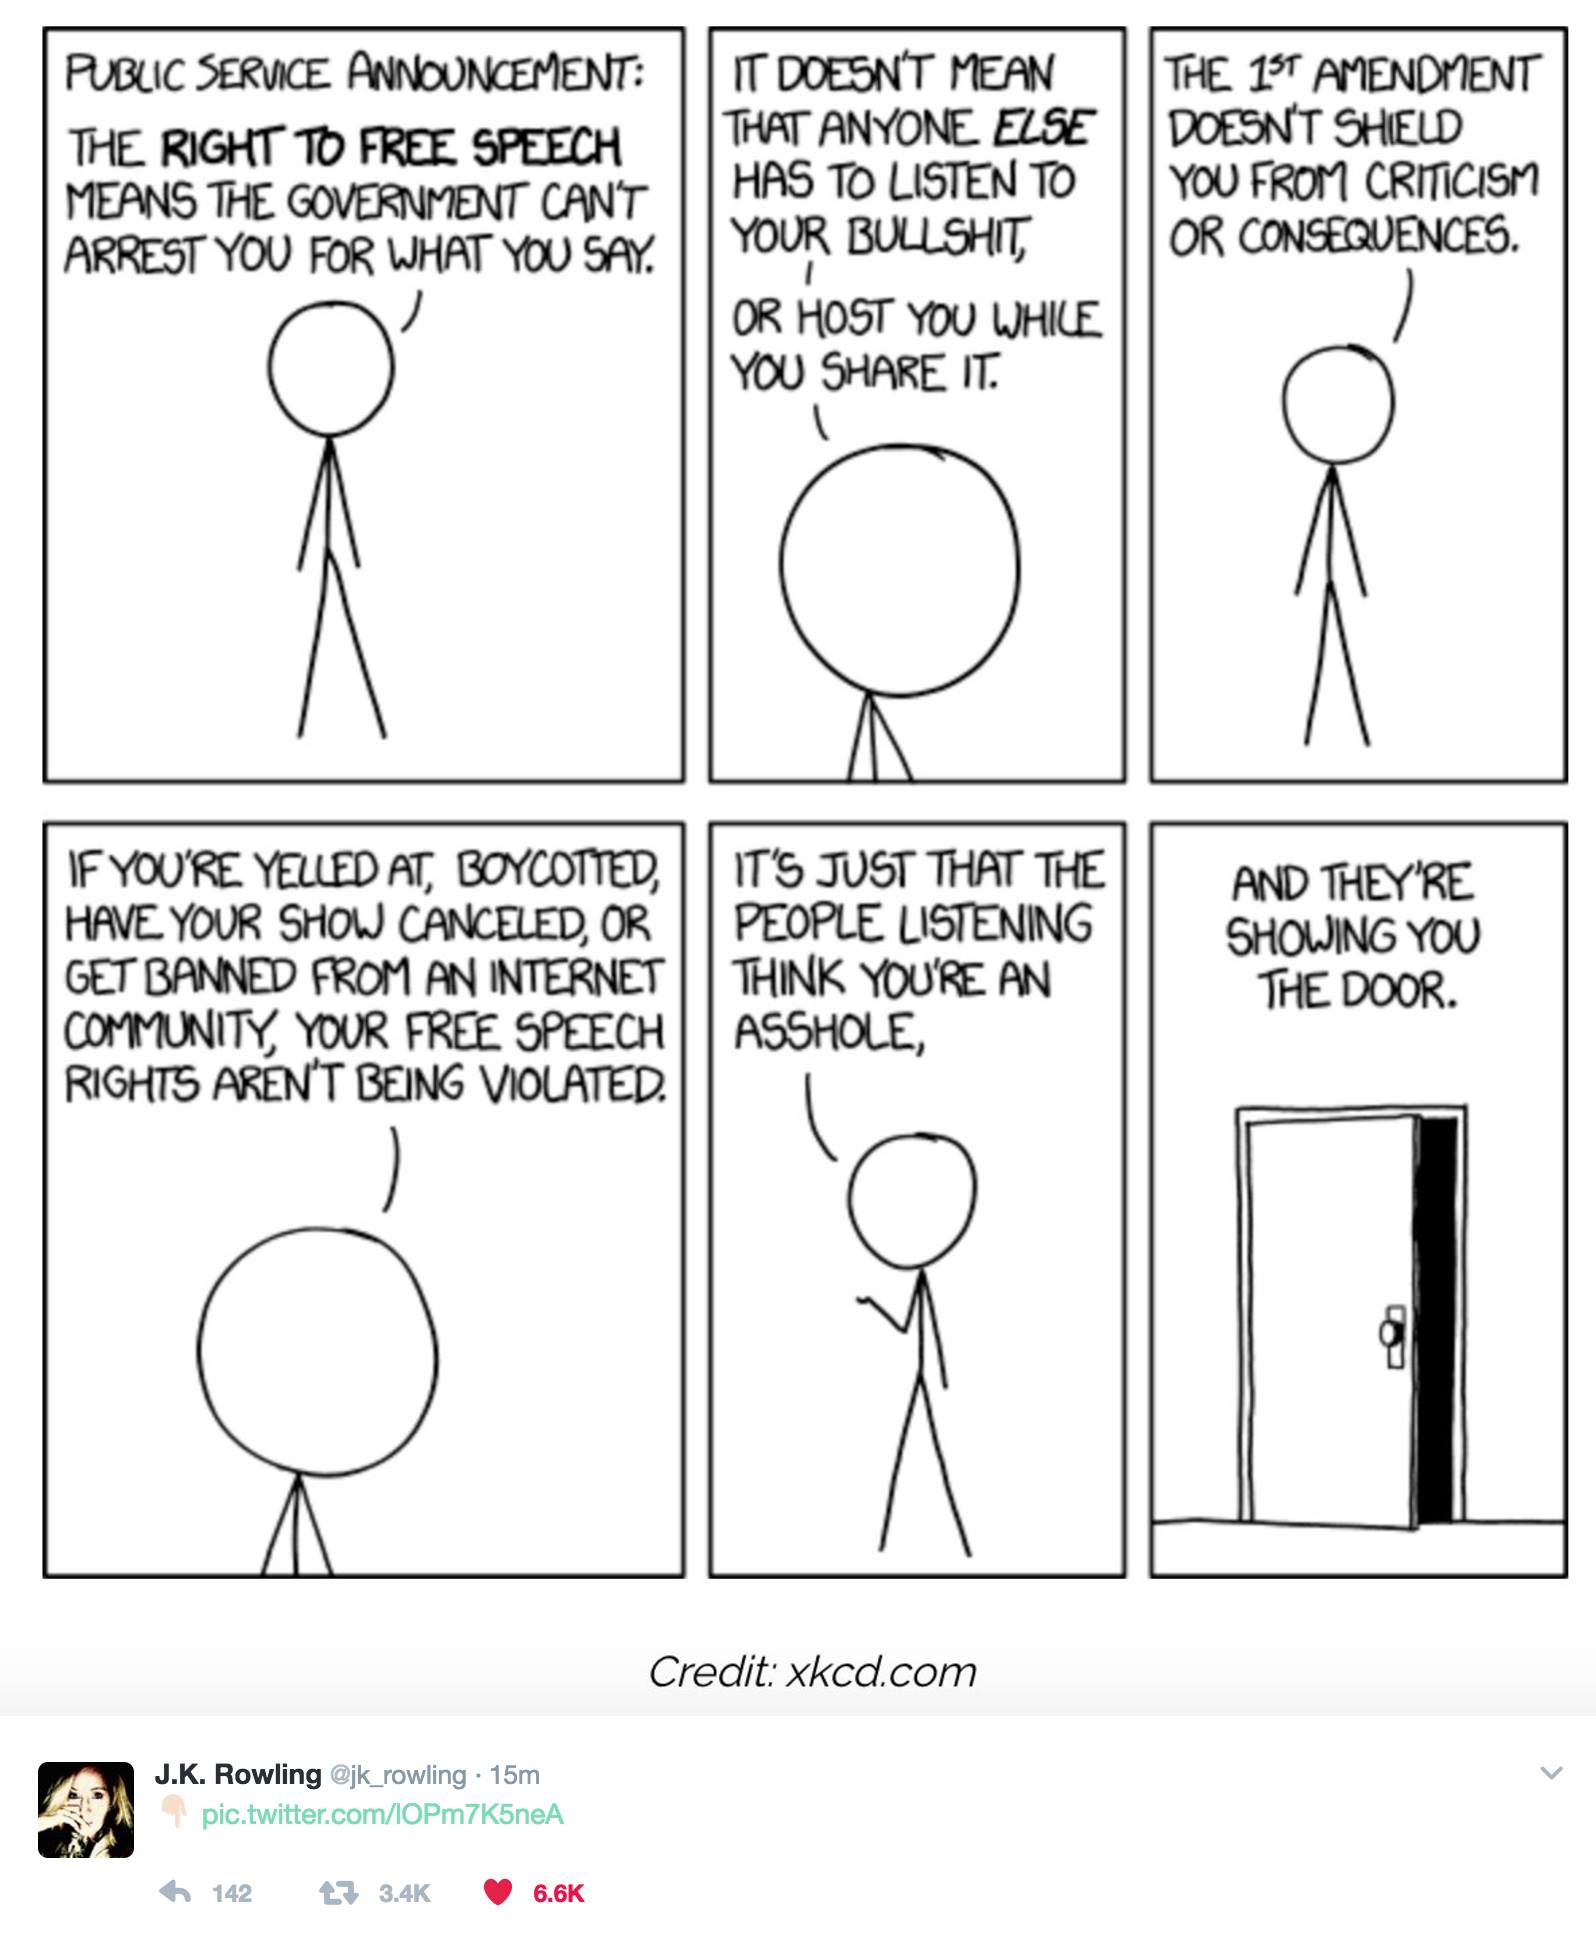 PUBLIC SERVICE ANNOUNCEMENT:
THE RIGHT TO FREE SPEECH
MEANS THE GOVERNMENT CAN'T
ARREST YOU FOR WHAT YOU SAY.
IT DOESN'T MEAN
THAT ANYONE ELSE
HAS TO LISTEN TO
YOUR BULLSHIT,
OR HOST YOU WHILE
YOU SHARE IT.
THE 1ST AMENDMENT
DOESN'T SHIELD
YOU FROM CRITICISM
OR CONSEQUENCES.
IF YOU'RE YELLED AT, BOYCOTTED,
HAVE YOUR SHOW CANCELED, OR
GET BANNED FROM AN INTERNET
COMMUNITY, YOUR FREE SPEECH
RIGHTS AREN'T BEING VIOLATED.
IT'S JUST THAT THE
PEOPLE LISTENING
THINK YOU'RE AN
ASSHOLE,
AND THEY'RE
SHOWING YOU
THE DOOR.
Credit: xkcd.com
J.K. Rowling @jk_rowling · 15m
👇🏻 pic.twitter.com/lOPm7K5neA
142 3.4K 6.6K